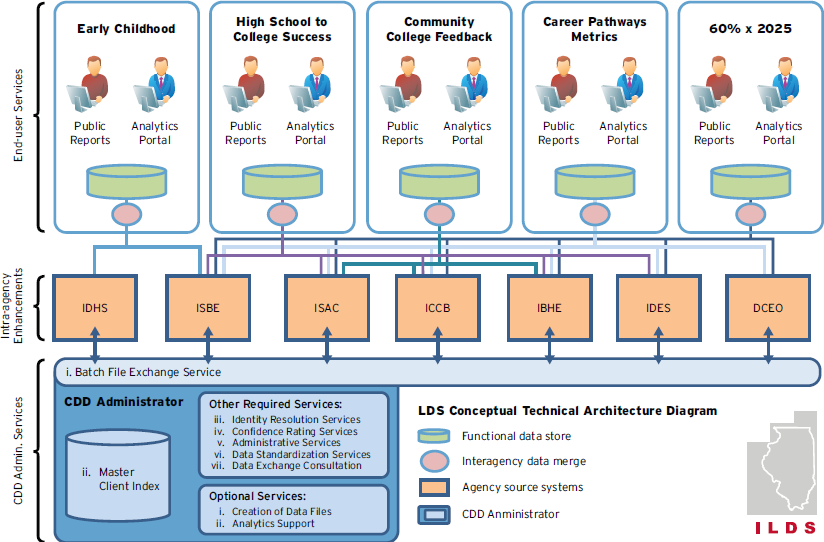 End-user Services
Early Childhood
Public
Reports
Analytics
Portal
High School to
College Success
Public
Reports
Analytics
Portal
Community
College Feedback
Public
Reports
Analytics
Portal
Career Pathways
Metrics
Public
Reports
Analytics
Portal
60% x 2025
Public
Reports
Analytics
Portal
Intra-agency
Enhancements
IDHS
ISBE
ISAC
ICCB
IBHE
IDES
DCEO
CDD Admin. Services
i. Batch File Exchange Service
CDD Administrator
ii. Master
Client Index
Other Required Services:
iii. Identity Resolution Services
iv. Confidence Rating Services
v. Administrative Services
vi. Data Standardization Services
vii. Data Exchange Consultation
Optional Services:
i. Creation of Data Files
ii. Analytics Support
LDS Conceptual Technical Architecture Diagram
Functional data store
Interagency data merge
Agency source systems
CDD Anministrator
ILDS